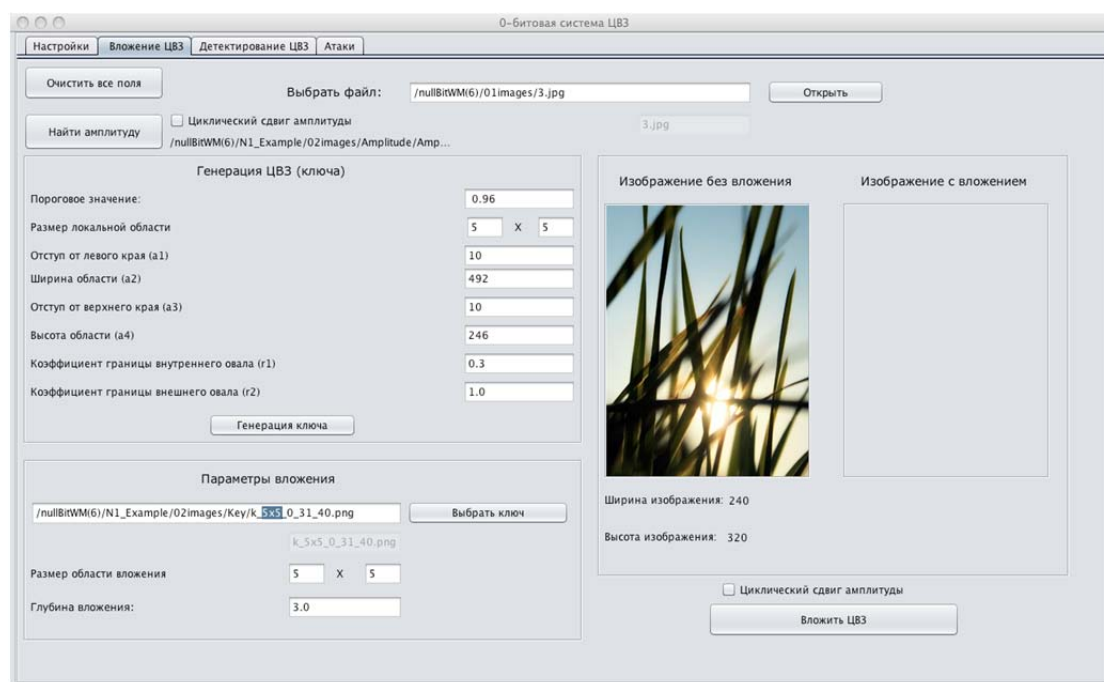 0-битовая система ЦВЗ
Настройки Вложение ЦВЗ Детектирование ЦВЗ Атаки
Очистить все поля
Выбрать файл: /nullBitWM(6)/01images/3.jpg Открыть
Найти амплитуду
Циклический сдвиг амплитуды
3.jpg
/nullBitWM(6)/N1_Example/02images/Amplitude/Amp...
Генерация ЦВЗ (ключа)
Пороговое значение: 0.96
Размер локальной области 5 X 5
Отступ от левого края (a1) 10
Ширина области (a2) 492
Отступ от верхнего края (a3) 10
Высота области (a4) 246
Коэффициент границы внутреннего овала (r1) 0.3
Коэффициент границы внешнего овала (r2) 1.0
Генерация ключа
Параметры вложения
/nullBitWM(6)/N1_Example/02images/Key/k_5x5_0_31_40.png Выбрать ключ
k_5x5_0_31_40.png
Размер области вложения 5 X 5
Глубина вложения: 3.0
Изображение без вложения Изображение с вложением
Ширина изображения: 240
Высота изображения: 320
Циклический сдвиг амплитуды
Вложить ЦВЗ